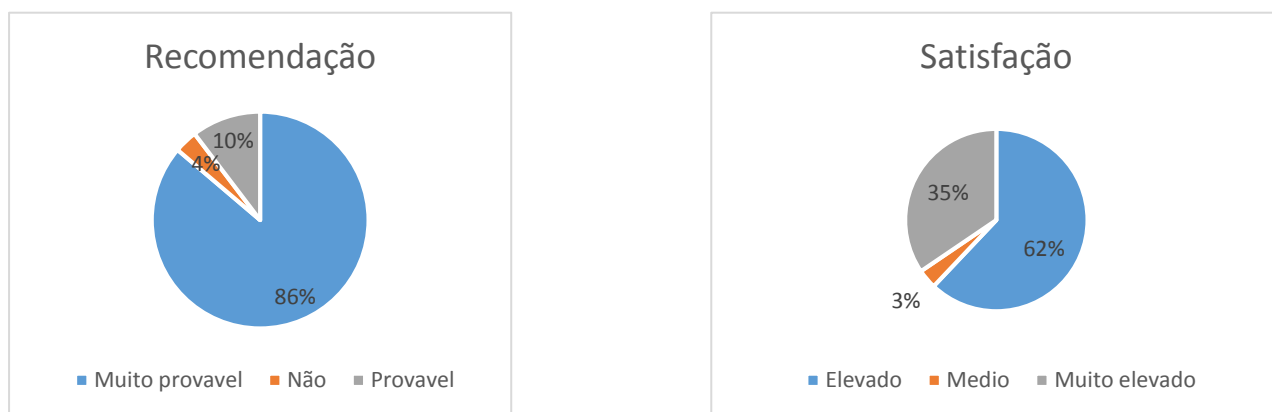 Recomendação
10%
4%
86%
Muito provavel Não Provavel
Satisfação
35%
62%
3%
Elevado Medio Muito elevado